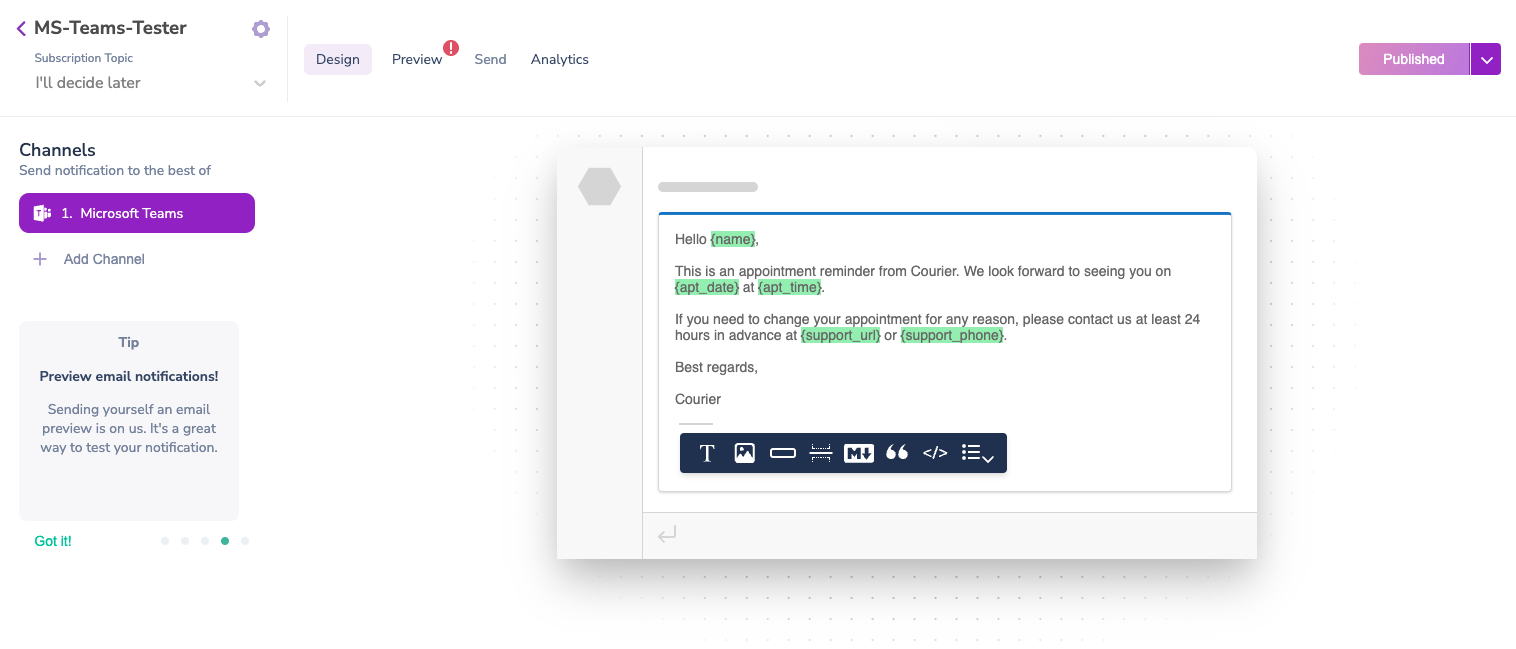 MS-Teams-Tester
Subscription Topic
I'll decide later
Design
Preview
!
Send
Analytics
Published
Channels
Send notification to the best of
1. Microsoft Teams
Add Channel
Tip
Preview email notifications!
Sending yourself an email
preview is on us. It's a great
way to test your notification.
Got it!
Hello {name},
This is an appointment reminder from Courier. We look forward to seeing you on
{apt_date} at {apt_time}.
If you need to change your appointment for any reason, please contact us at least 24
hours in advance at {support_url} or {support_phone}.
Best regards,
Courier
T M </>